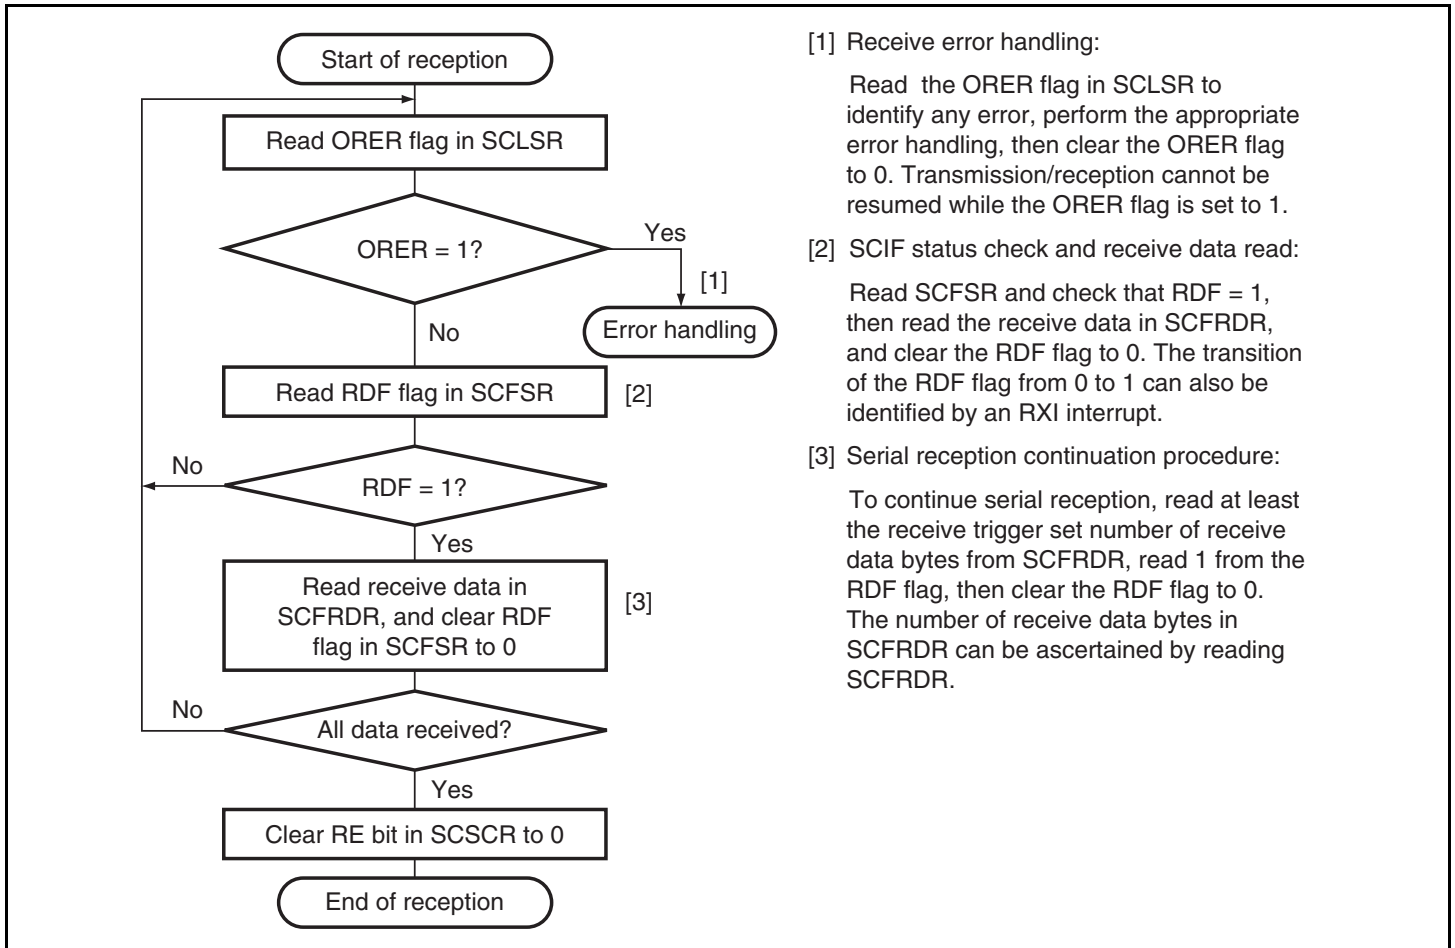 Start of reception
Read ORER flag in SCLSR
ORER = 1?
Yes
[1]
Error handling
No
Read RDF flag in SCFSR
[2]
No
RDF = 1?
Yes
Read receive data in
SCFRDR, and clear RDF
flag in SCFSR to 0
[3]
No
All data received?
Yes
Clear RE bit in SCSCR to 0
End of reception
[1] Receive error handling:
Read the ORER flag in SCLSR to
identify any error, perform the appropriate
error handling, then clear the ORER flag
to 0. Transmission/reception cannot be
resumed while the ORER flag is set to 1.
[2] SCIF status check and receive data read:
Read SCFSR and check that RDF = 1,
then read the receive data in SCFRDR,
and clear the RDF flag to 0. The transition
of the RDF flag from 0 to 1 can also be
identified by an RXI interrupt.
[3] Serial reception continuation procedure:
To continue serial reception, read at least
the receive trigger set number of receive
data bytes from SCFRDR, read 1 from the
RDF flag, then clear the RDF flag to 0.
The number of receive data bytes in
SCFRDR can be ascertained by reading
SCFRDR.